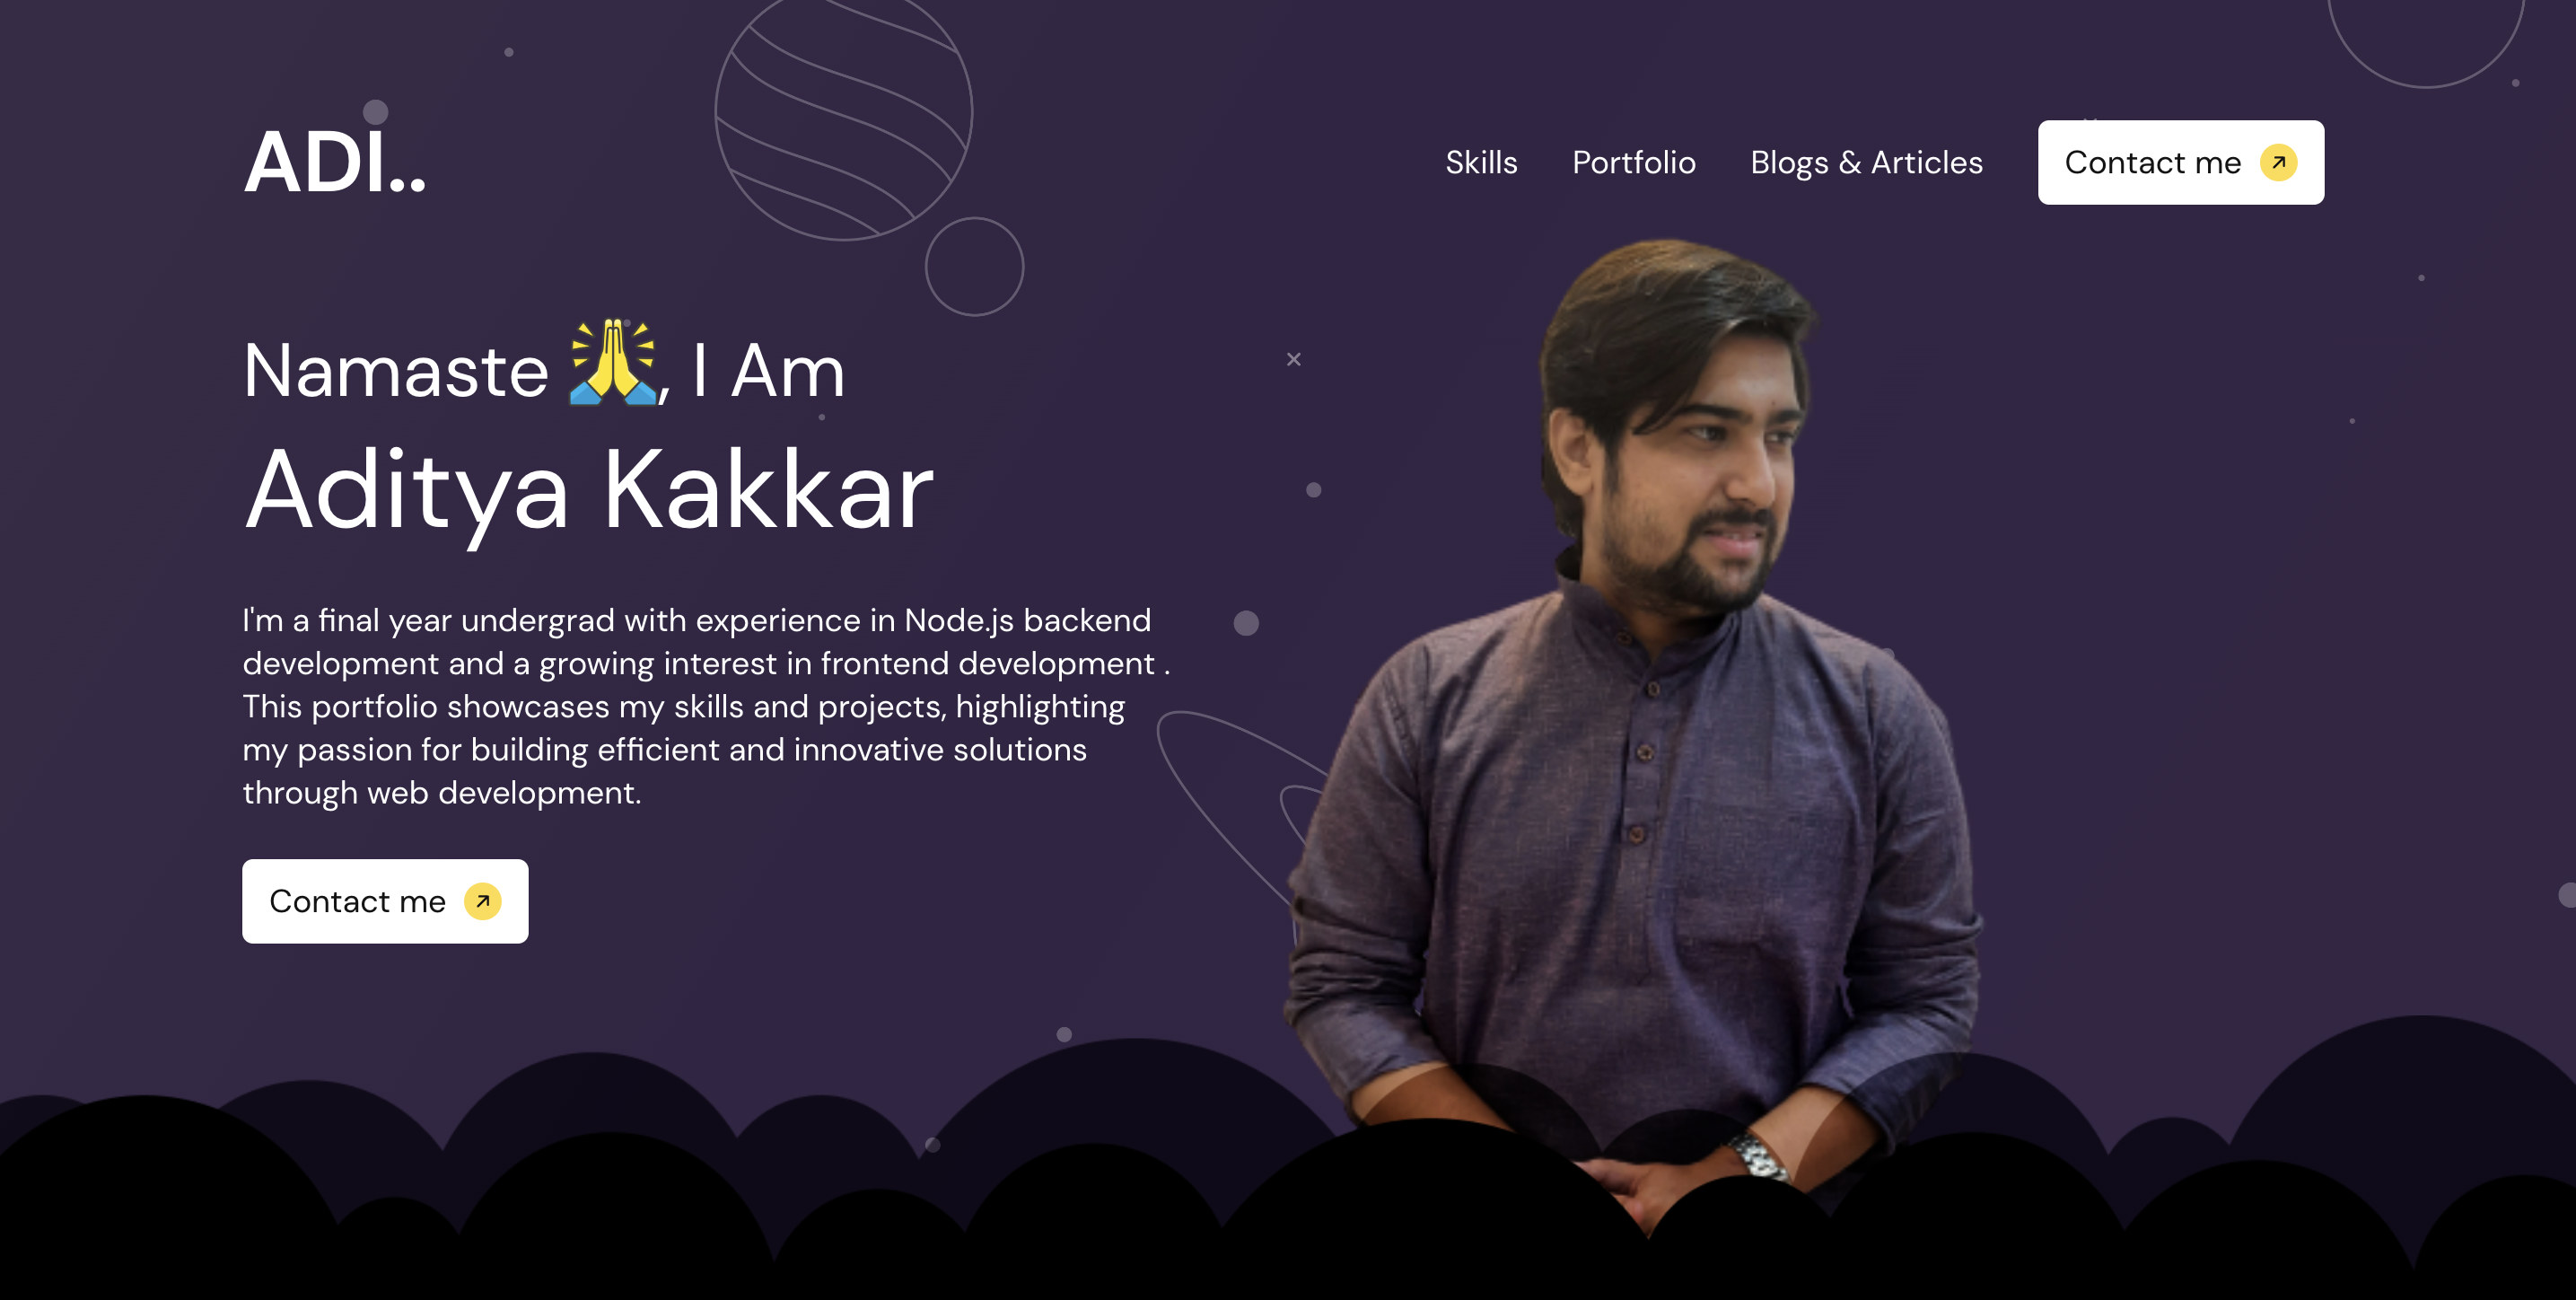 ADI..
Skills Portfolio Blogs & Articles Contact me
Namaste 🙏, I Am
Aditya Kakkar
I'm a final year undergrad with experience in Node.js backend
development and a growing interest in frontend development .
This portfolio showcases my skills and projects, highlighting
my passion for building efficient and innovative solutions
through web development.
Contact me